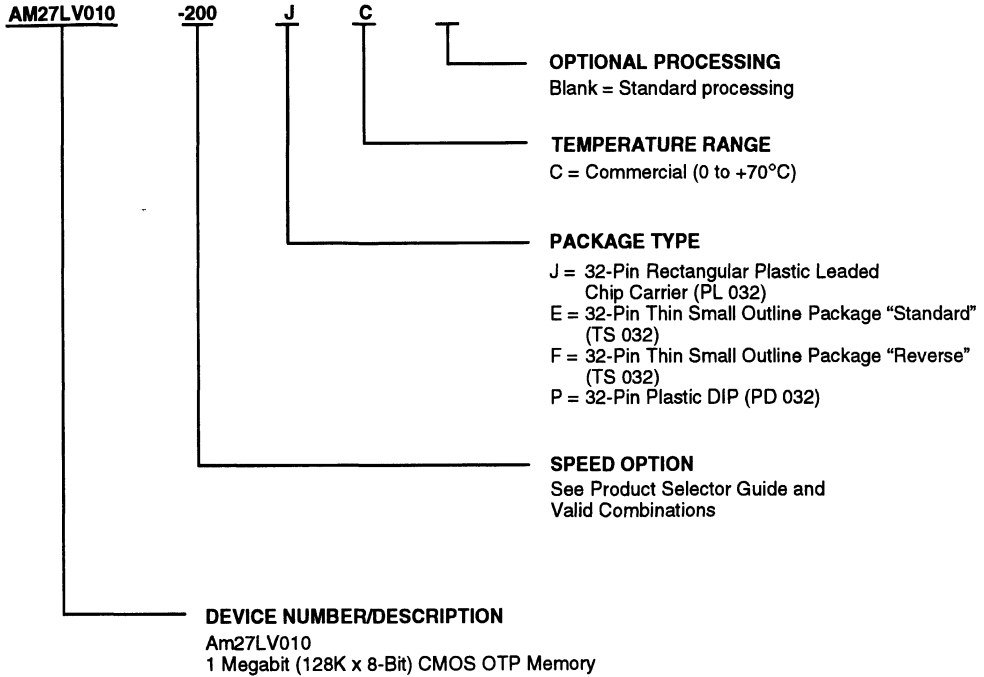 AM27LV010 -200 J C
OPTIONAL PROCESSING
Blank = Standard processing
TEMPERATURE RANGE
C = Commercial (0 to +70°C)
PACKAGE TYPE
J = 32-Pin Rectangular Plastic Leaded
Chip Carrier (PL 032)
E = 32-Pin Thin Small Outline Package “Standard”
(TS 032)
F = 32-Pin Thin Small Outline Package “Reverse”
(TS 032)
P = 32-Pin Plastic DIP (PD 032)
SPEED OPTION
See Product Selector Guide and
Valid Combinations
DEVICE NUMBER/DESCRIPTION
Am27LV010
1 Megabit (128K x 8-Bit) CMOS OTP Memory